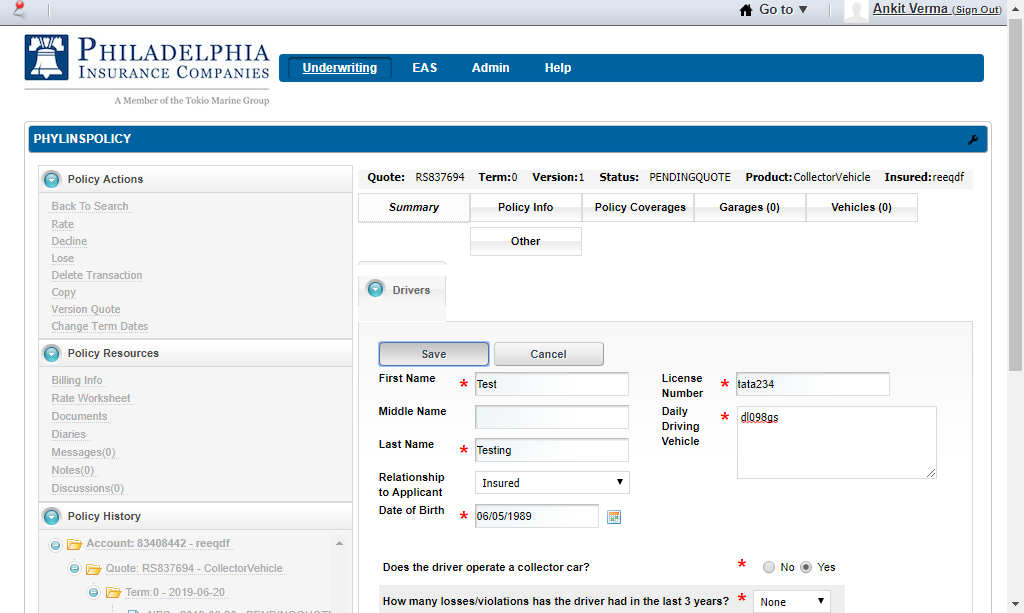 Go to ▼
Ankit Verma (Sign Out)
PHILADELPHIA
INSURANCE COMPANIES
A Member of the Tokio Marine Group
Underwriting EAS Admin Help
PHYLINSPOLICY
Policy Actions
Back To Search
Rate
Decline
Lose
Delete Transaction
Copy
Version Quote
Change Term Dates
Policy Resources
Billing Info
Rate Worksheet
Documents
Diaries
Messages(0)
Notes(0)
Discussions(0)
Policy History
Account: 83408442 - reeqdf
Quote: RS837694 - CollectorVehicle
Term:0 - 2019-06-20
Quote: RS837694 Term:0 Version:1 Status: PENDINGQUOTE Product:CollectorVehicle Insured:reeqdf
Summary Policy Info Policy Coverages Garages (0) Vehicles (0)
Other
Drivers
Save Cancel
First Name * Test
Middle Name
Last Name * Testing
Relationship
to Applicant
Insured
Date of Birth * 06/05/1989
License
Number
* tata234
Daily
Driving
Vehicle
* dl098gs
Does the driver operate a collector car? * No Yes
How many losses/violations has the driver had in the last 3 years? * None